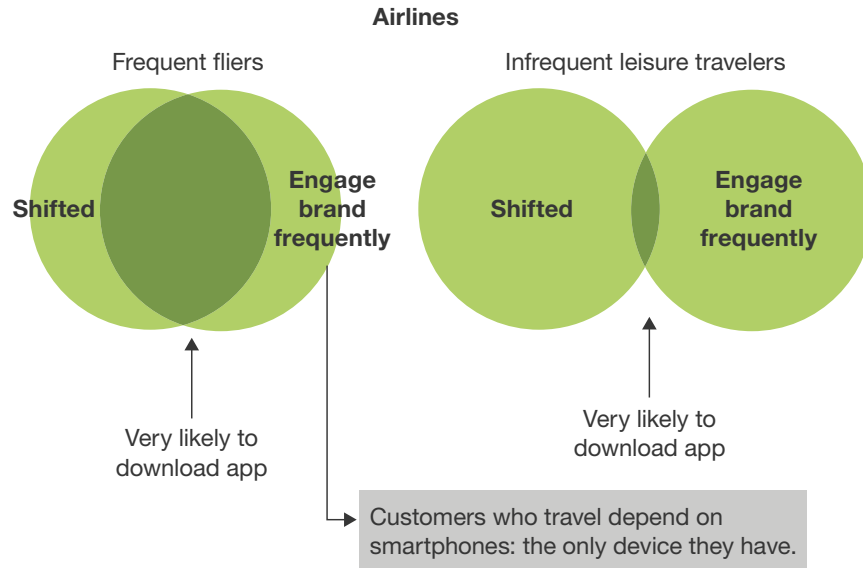 Airlines
Frequent fliers
Infrequent leisure travelers
Shifted
Engage
brand
frequently
Shifted
Engage
brand
frequently
Very likely to
download app
Very likely to
download app
Customers who travel depend on
smartphones: the only device they have.